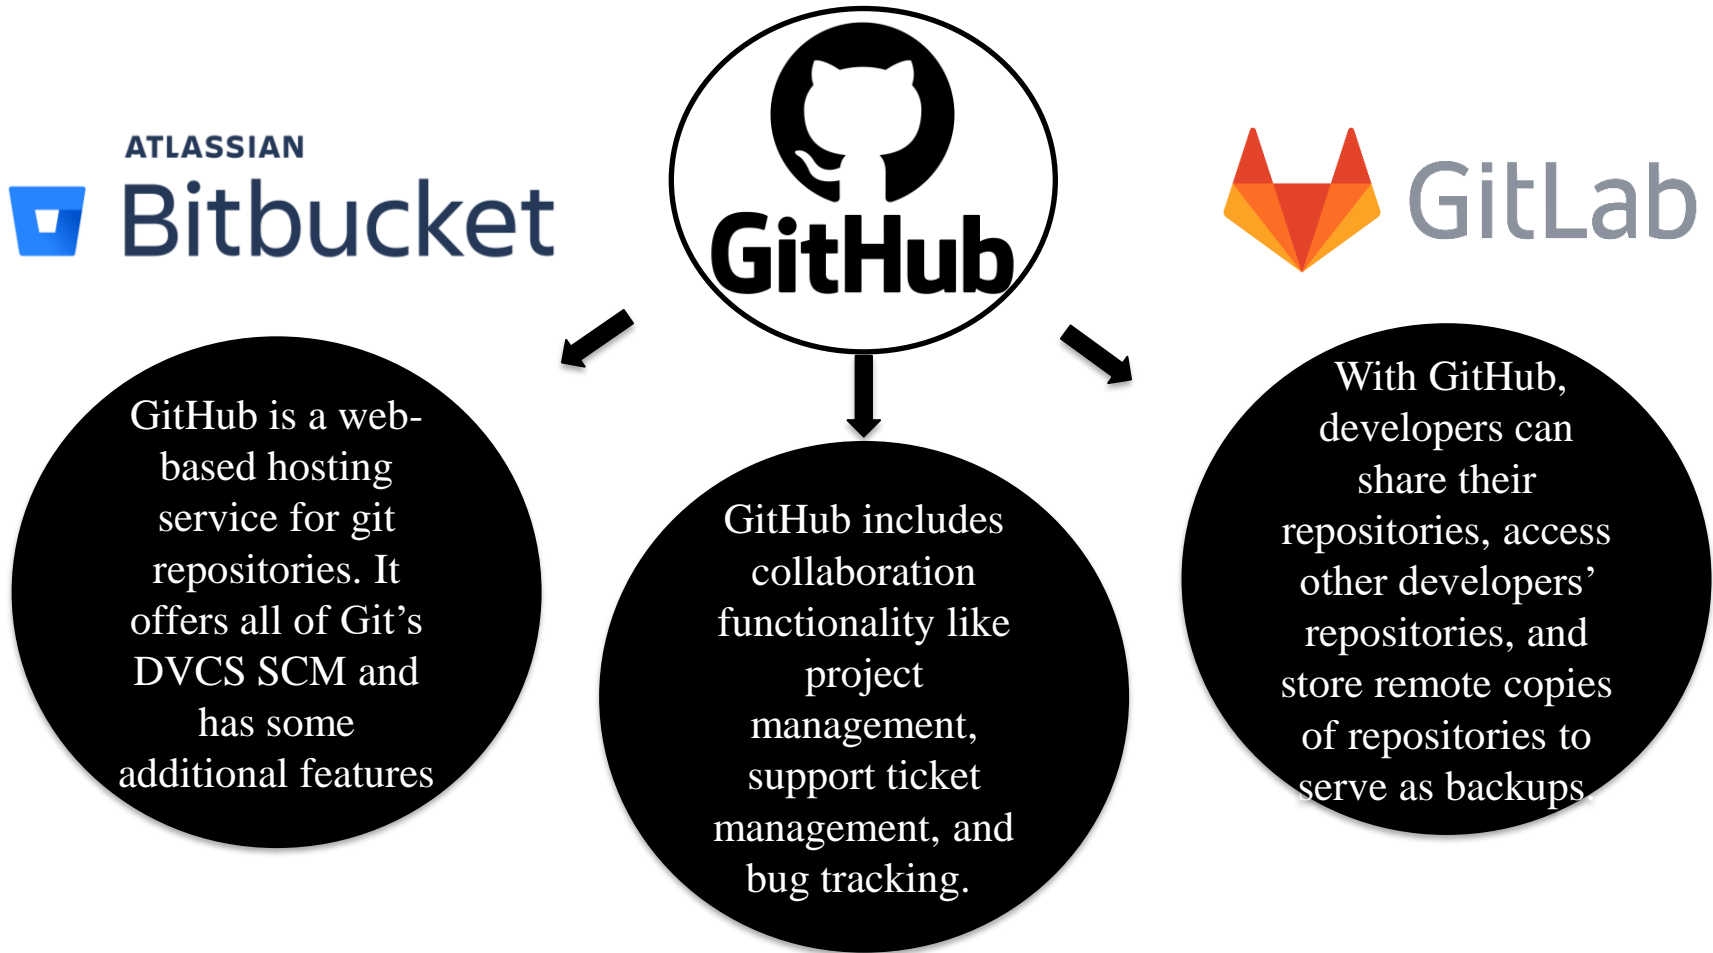 ATLASSIAN
Bitbucket
GitHub
GitLab
GitHub is a web-
based hosting
service for git
repositories. It
offers all of Git’s
DVCS SCM and
has some
additional features
GitHub includes
collaboration
functionality like
project
management,
support ticket
management, and
bug tracking.
With GitHub,
developers can
share their
repositories, access
other developers’
repositories, and
store remote copies
of repositories to
serve as backups.